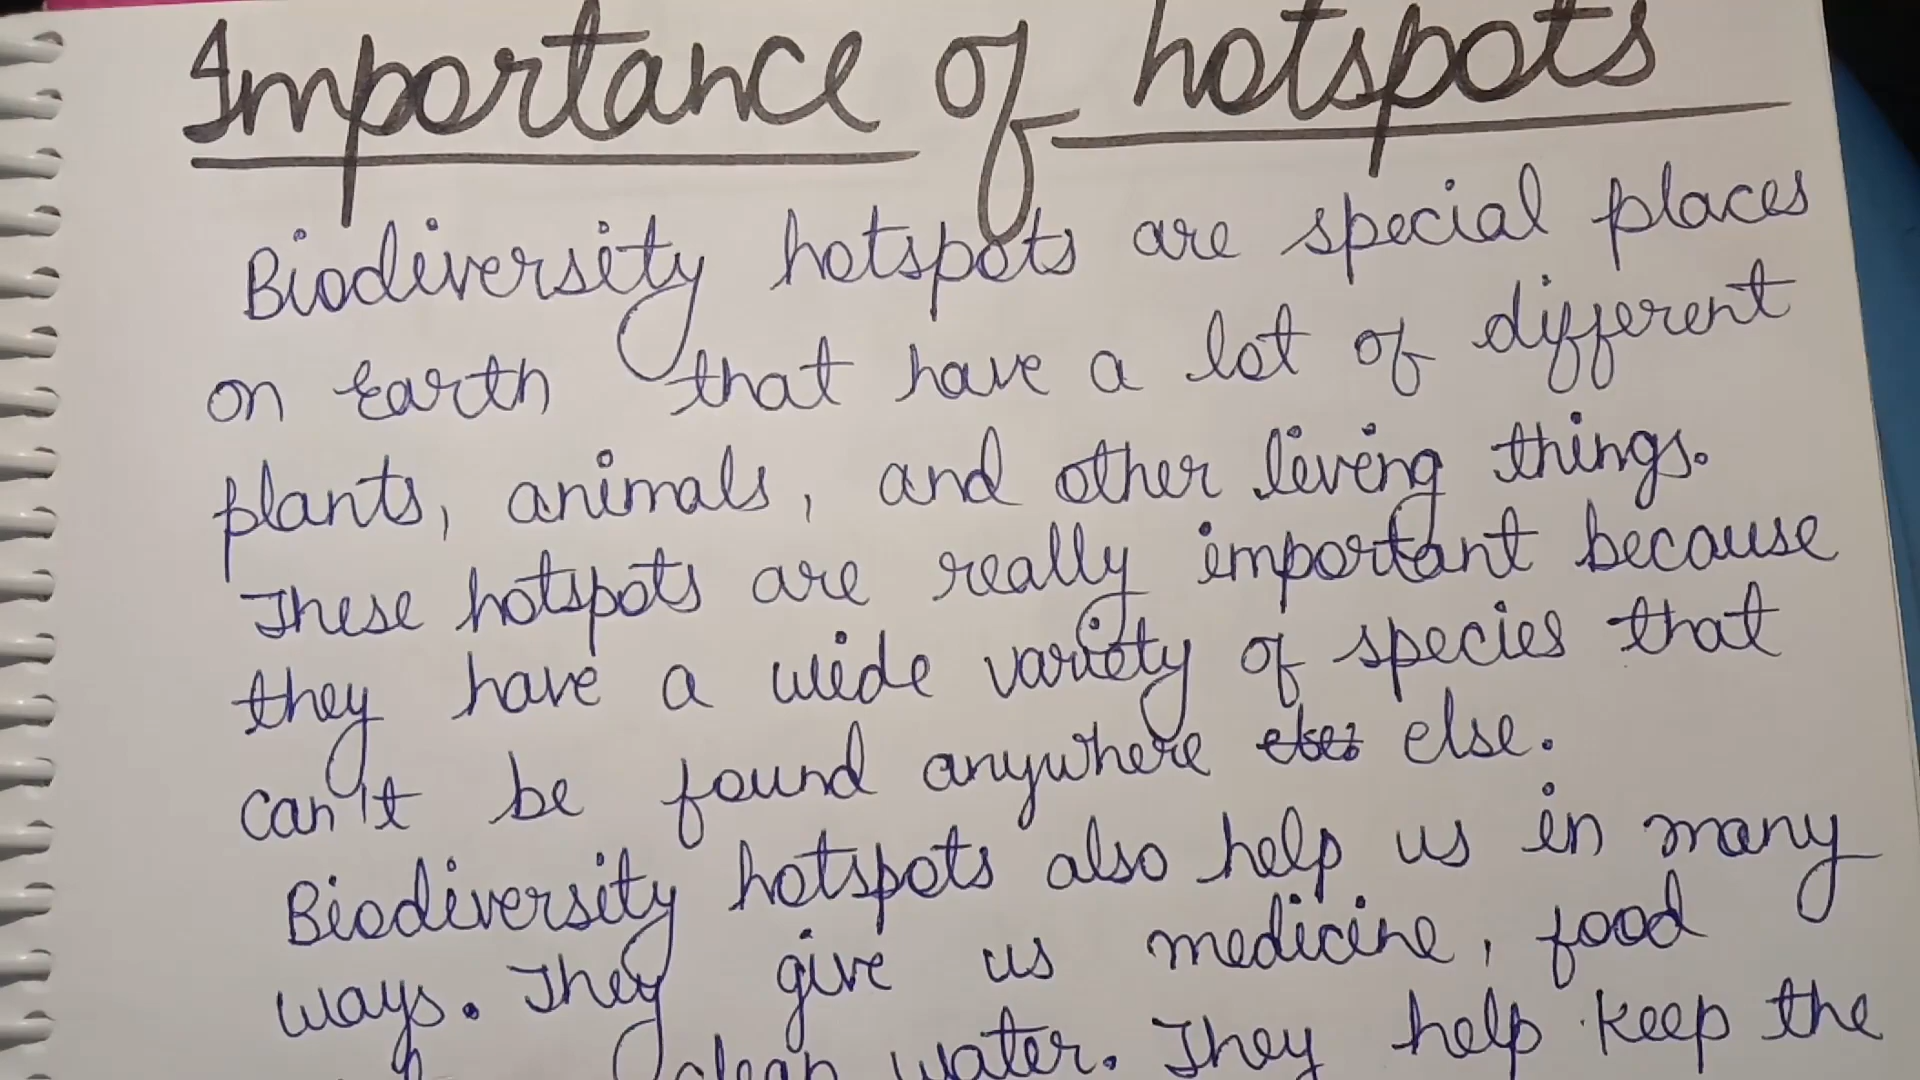 Importance of hotspots
Biodiversity hotspots are special places
on Earth that have a lot of different
plants, animals, and other living things.
These hotspots are really important because
they have a wide variety of species that
can't be found anywhere else. else.
Biodiversity hotspots also help us in many
ways. They give us medicine, food
clean water. They help keep the